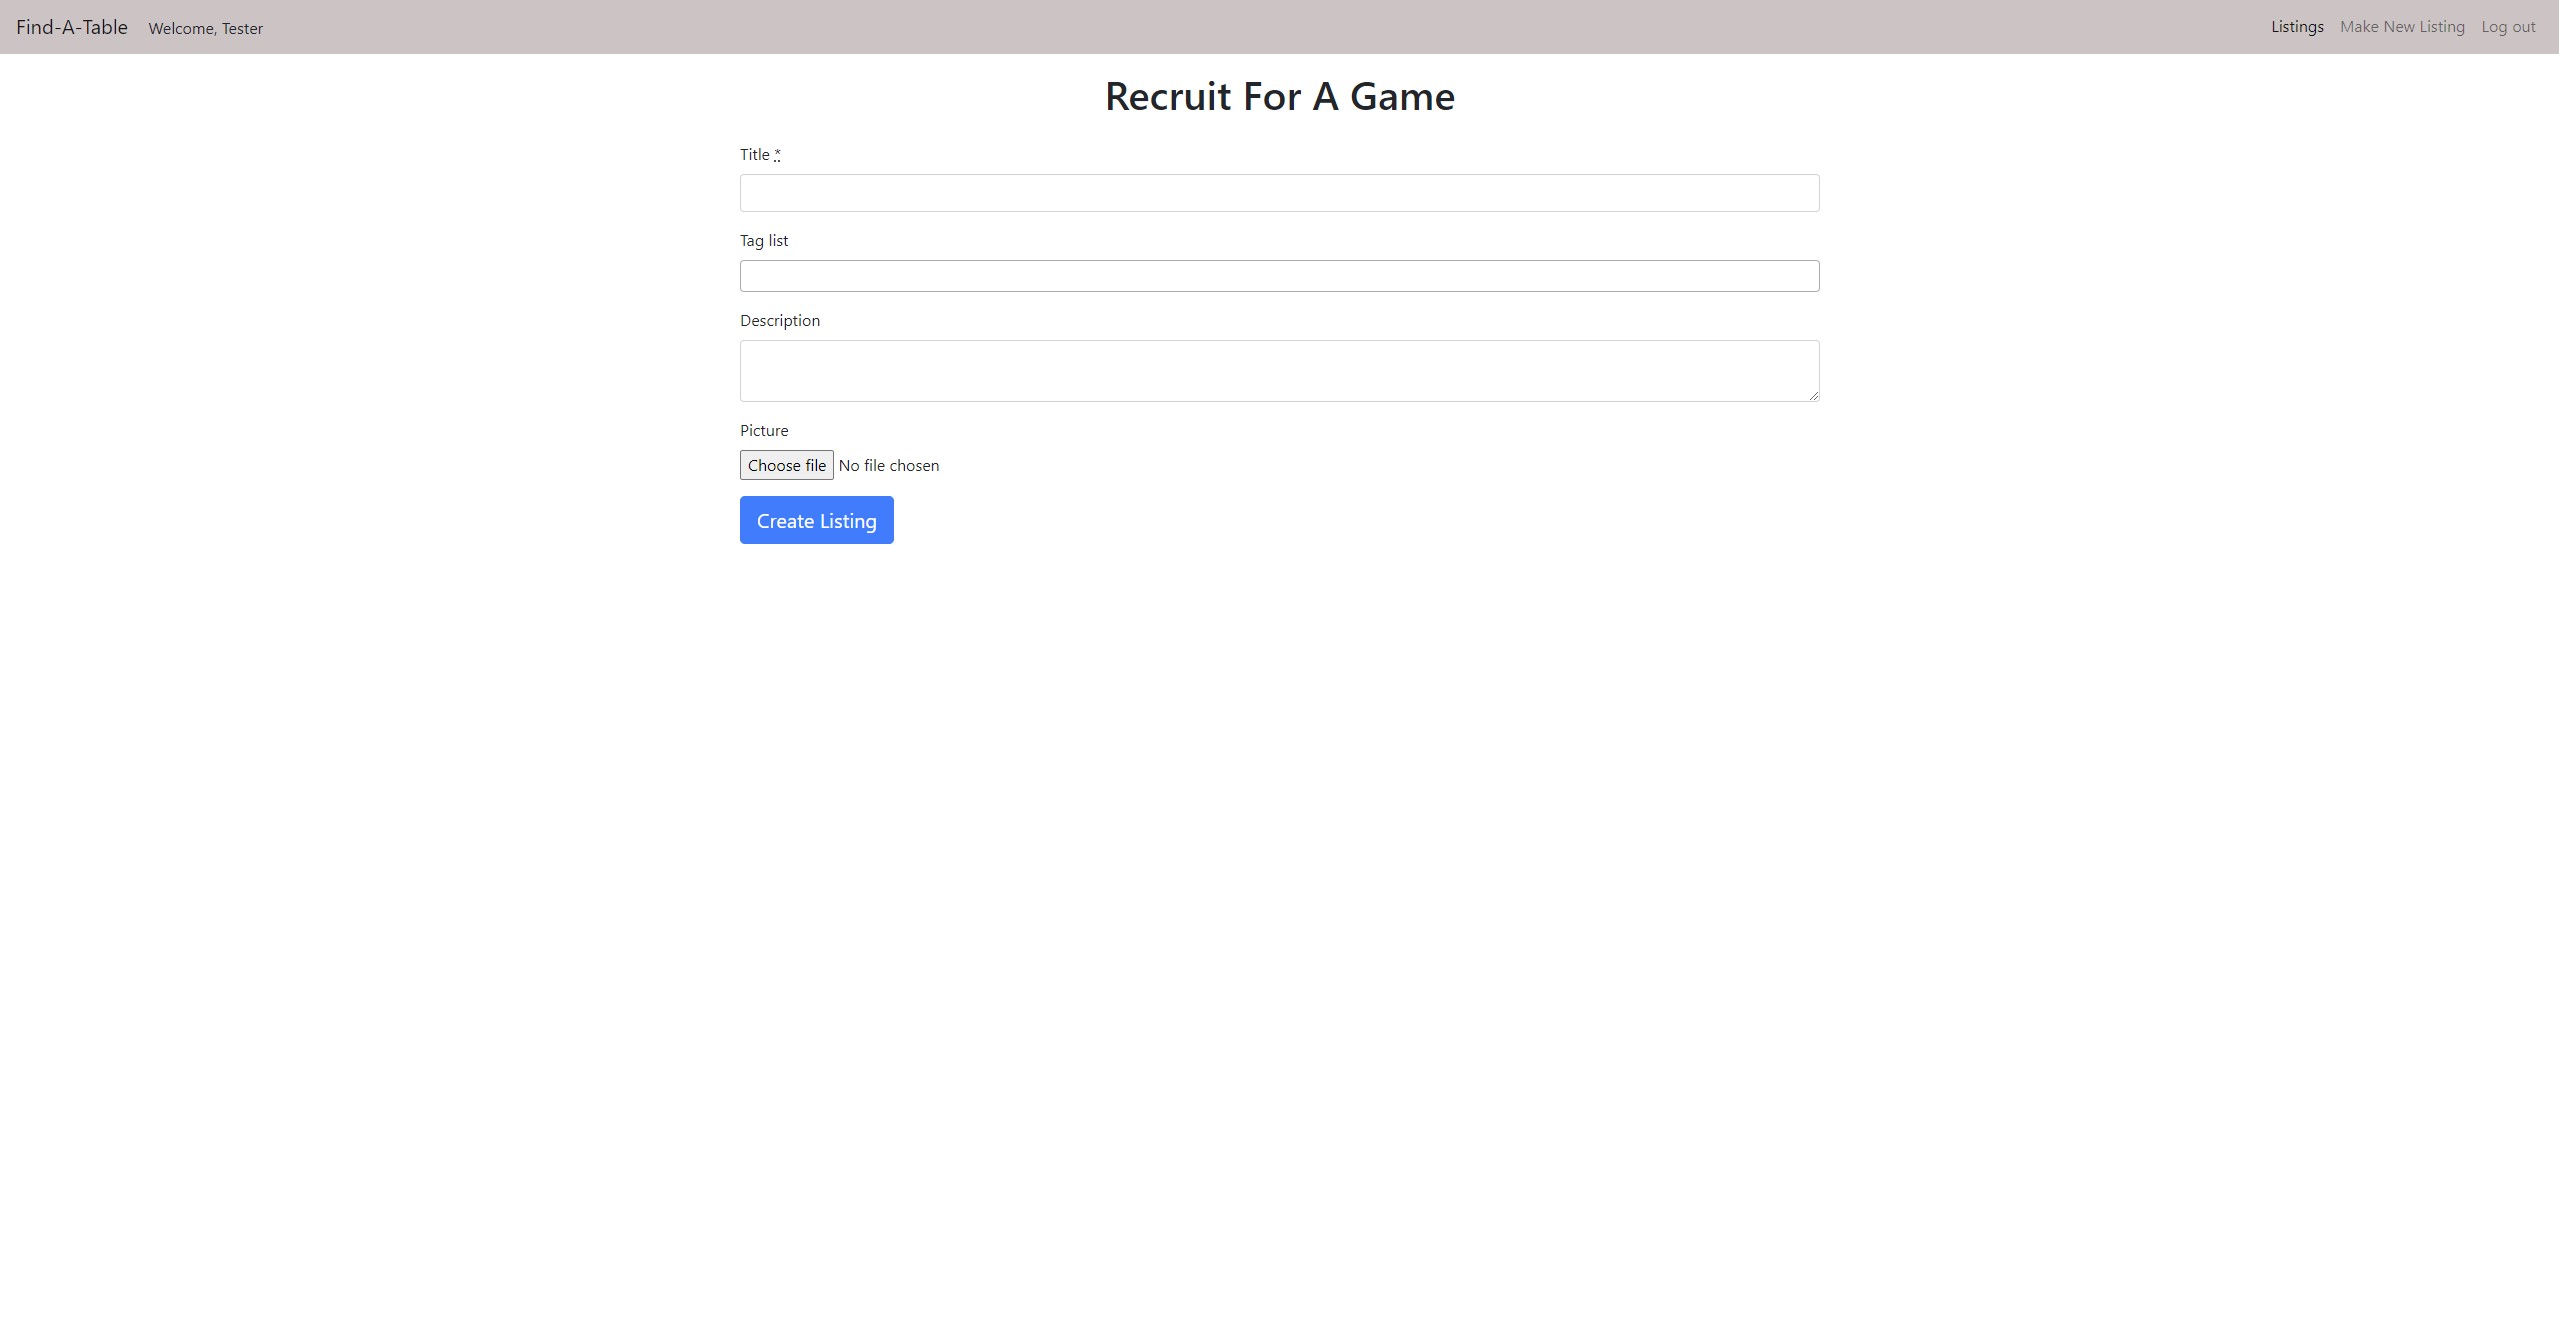 Find-A-Table Welcome, Tester Listings Make New Listing Log out
Recruit For A Game
Title *
Tag list
Description
Picture
Choose file No file chosen
Create Listing